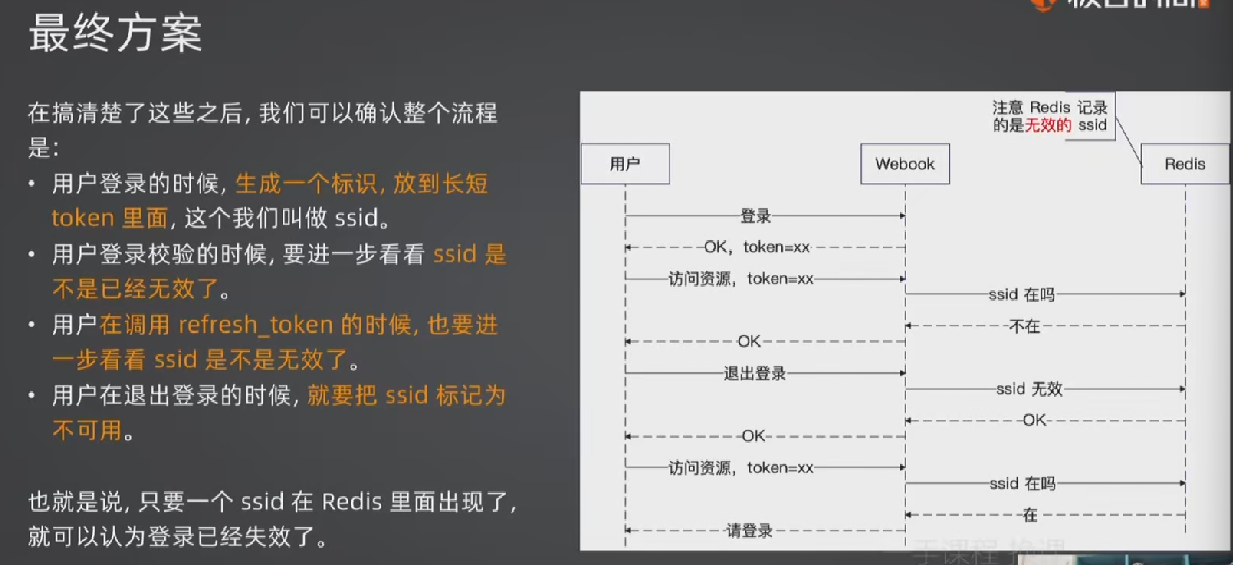 最终方案
在搞清楚了这些之后, 我们可以确认整个流程
是:
• 用户登录的时候, 生成一个标识, 放到长短
token 里面, 这个我们叫做 ssid。
• 用户登录校验的时候, 要进一步看看 ssid 是
不是已经无效了。
• 用户在调用 refresh_token 的时候, 也要进
一步看看 ssid 是不是无效了。
• 用户在退出登录的时候, 就要把 ssid 标记为
不可用。
也就是说, 只要一个 ssid 在 Redis 里面出现了,
就可以认为登录已经失效了。
注意 Redis 记录
的是无效的 ssid
用户
Webook
Redis
登录
OK, token=xx
访问资源, token=xx
ssid 在吗
不在
OK
退出登录
ssid 无效
OK
OK
访问资源, token=xx
ssid 在吗
在
请登录